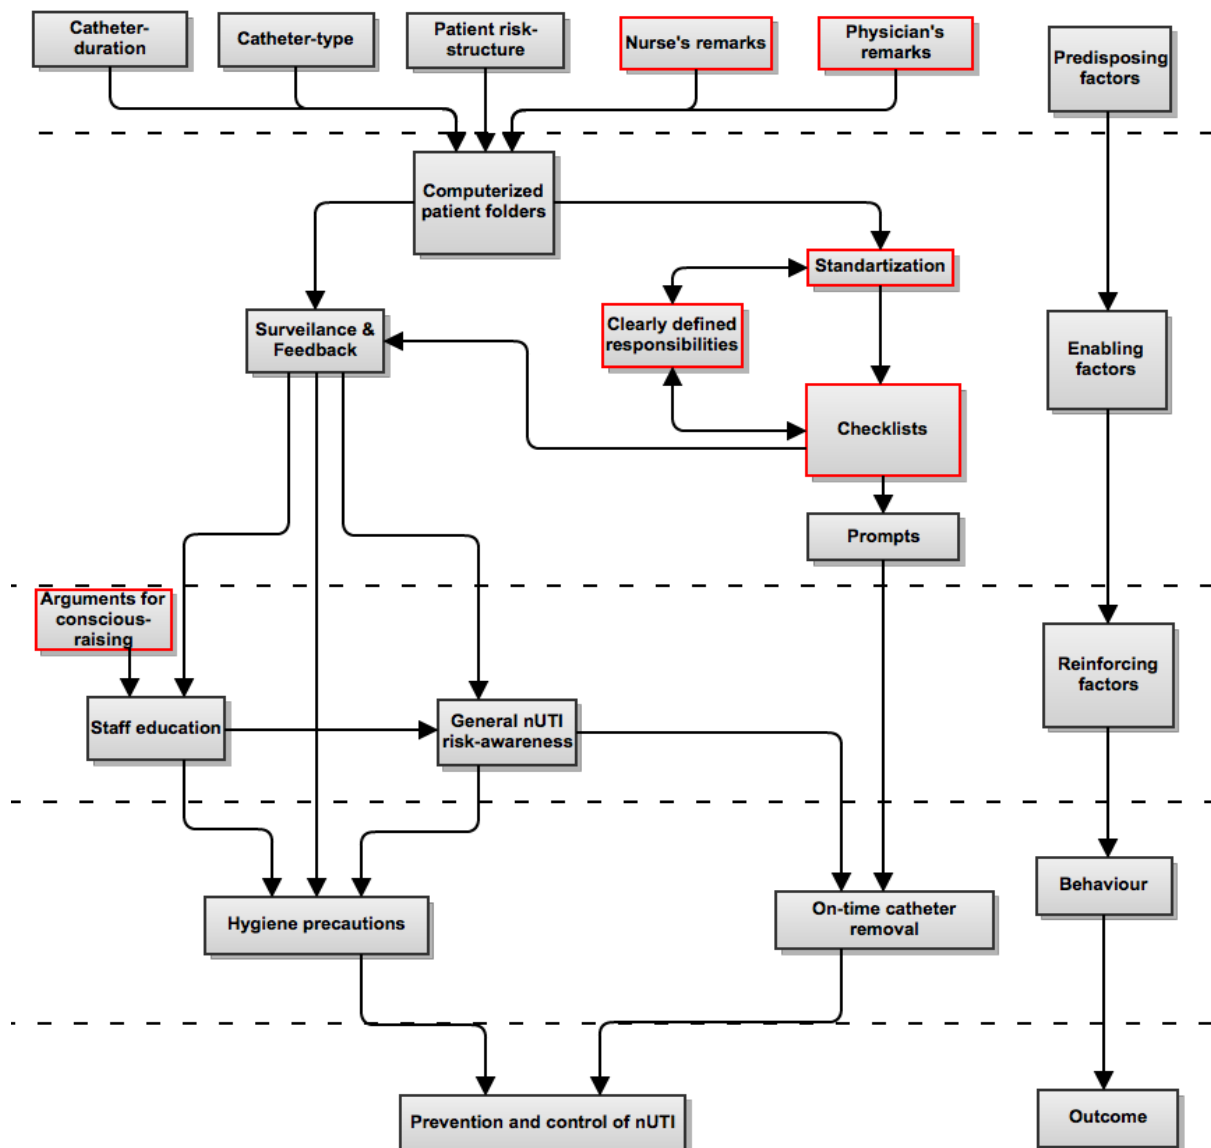 Catheter-
duration
Catheter-type
Patient risk-
structure
Nurse's remarks
Physician's
remarks
Predisposing
factors
Computerized
patient folders
Standartization
Surveilance &
Feedback
Clearly defined
responsibilities
Enabling
factors
Checklists
Prompts
Arguments for
conscious-
raising
Reinforcing
factors
Staff education
General nUTI
risk-awareness
Behaviour
Hygiene precautions
On-time catheter
removal
Prevention and control of nUTI
Outcome